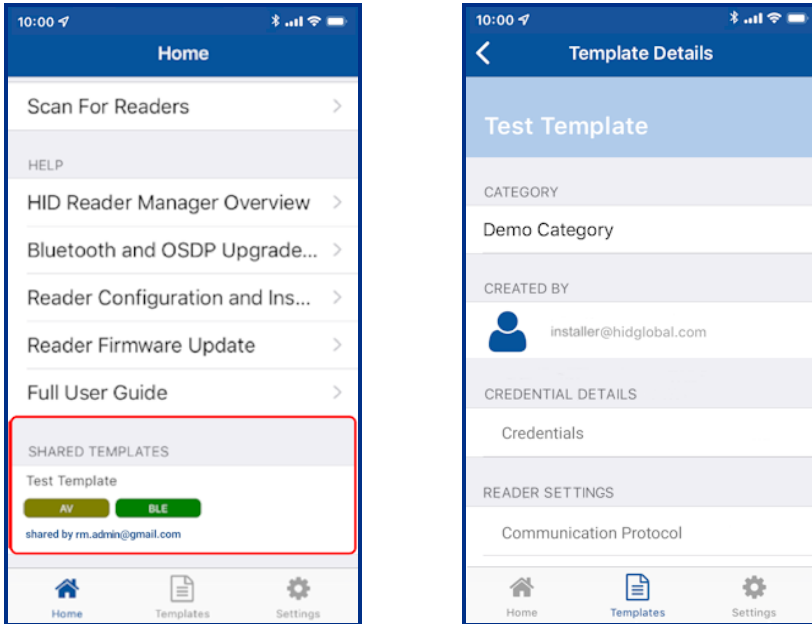 10:00
Home
Scan For Readers
HELP
HID Reader Manager Overview
Bluetooth and OSDP Upgrade...
Reader Configuration and Ins...
Reader Firmware Update
Full User Guide
SHARED TEMPLATES
Test Template
AV BLE
shared by rm.admin@gmail.com
Home Templates Settings
10:00
Template Details
Test Template
CATEGORY
Demo Category
CREATED BY
installer@hidglobal.com
CREDENTIAL DETAILS
Credentials
READER SETTINGS
Communication Protocol
Home Templates Settings